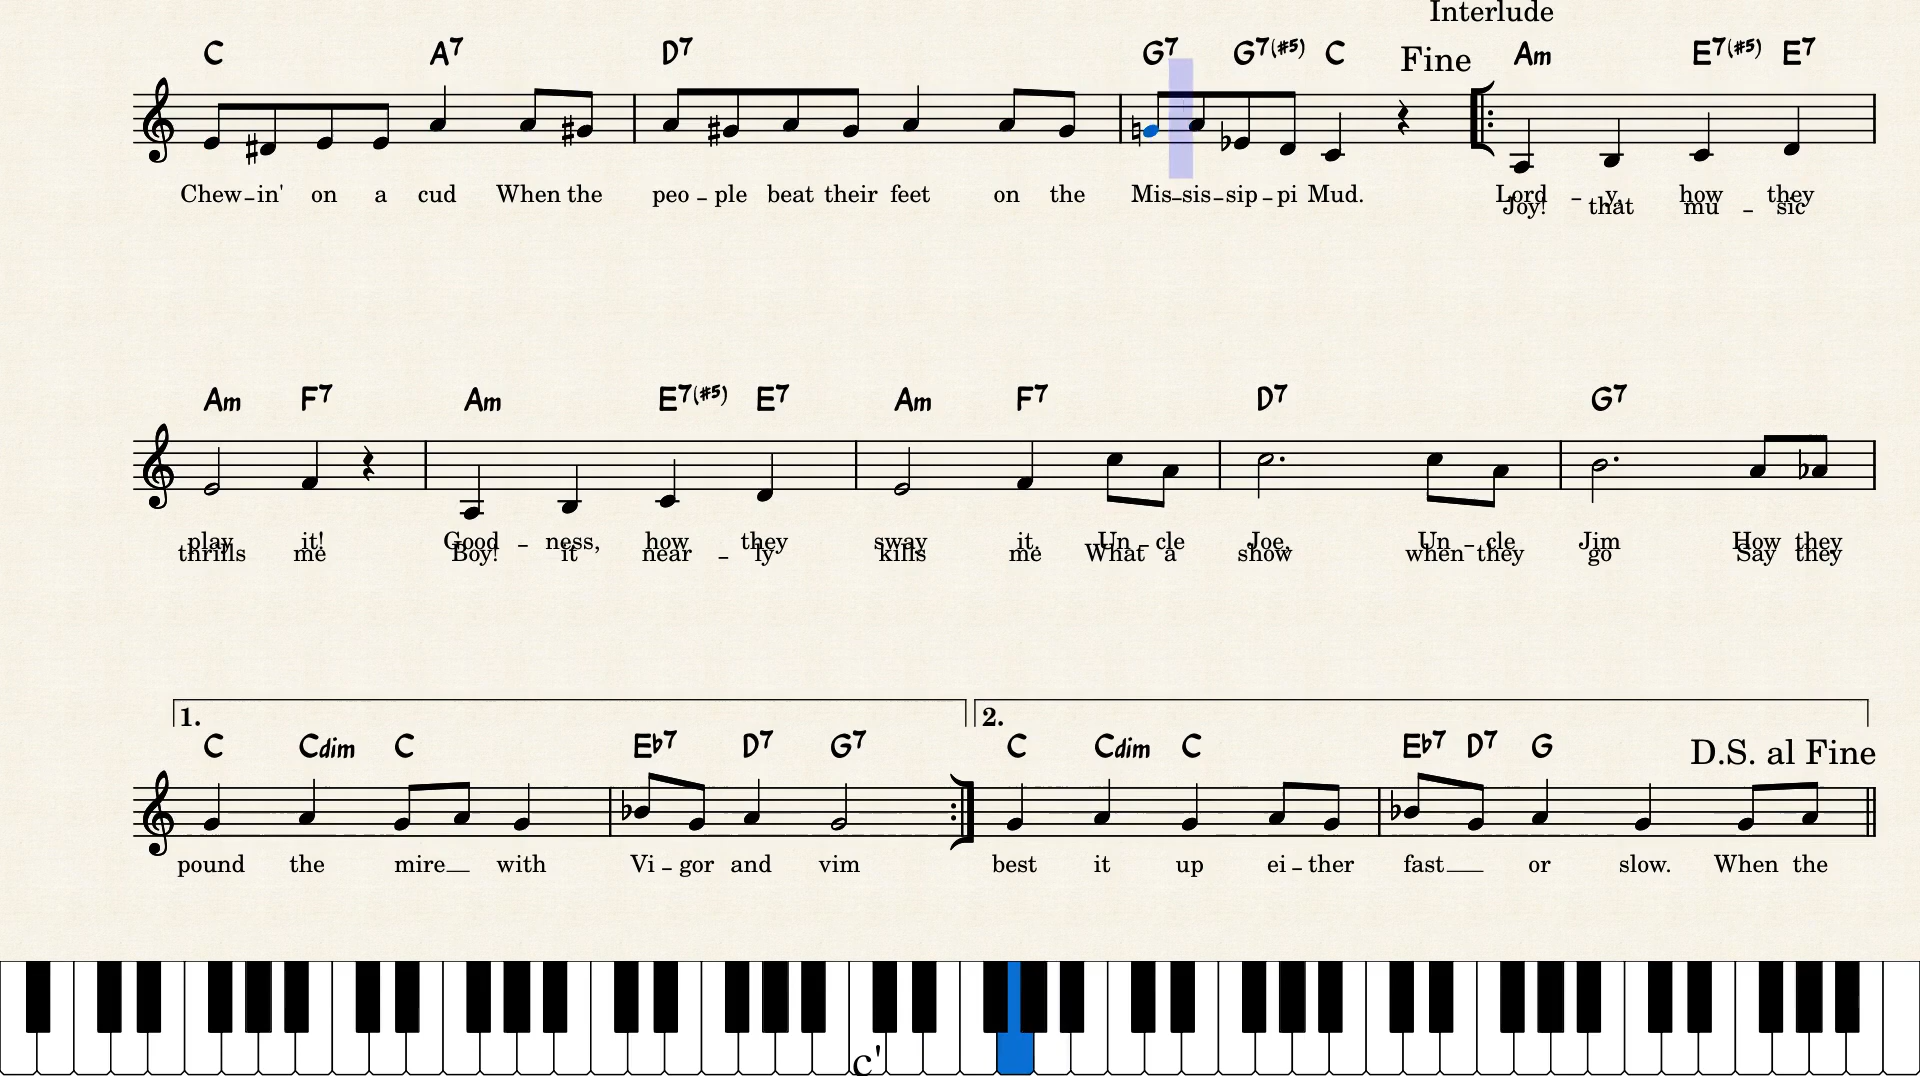 Interlude
C A7 D7 G7 G7(#5) C Fine Am E7(#5) E7
Chew-in' on a cud When the peo-ple beat their feet on the Mis-sis-sip-pi Mud. Lord-y, how they
Joy! that mu-sic
Am F7 Am E7(#5) E7 Am F7 D7 G7
play it! Good-ness, how they sway it. Un-cle Joe, Un-cle Jim How they
thrills me Boy! it near-ly kills me What a show when they go Say they
1. 2.
C Cdim C E♭7 D7 G7 C Cdim C E♭7 D7 G D.S. al Fine
pound the mire_ with Vi-gor and vim best it up ei-ther fast_ or slow. When the
c'